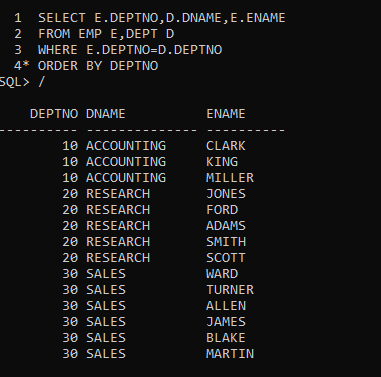 1  SELECT E.DEPTNO,D.DNAME,E.ENAME
2  FROM EMP E,DEPT D
3  WHERE E.DEPTNO=D.DEPTNO
4* ORDER BY DEPTNO
SQL> /
DEPTNO DNAME          ENAME
---------- -------------- ----------
10 ACCOUNTING     CLARK
10 ACCOUNTING     KING
10 ACCOUNTING     MILLER
20 RESEARCH       JONES
20 RESEARCH       FORD
20 RESEARCH       ADAMS
20 RESEARCH       SMITH
20 RESEARCH       SCOTT
30 SALES          WARD
30 SALES          TURNER
30 SALES          ALLEN
30 SALES          JAMES
30 SALES          BLAKE
30 SALES          MARTIN